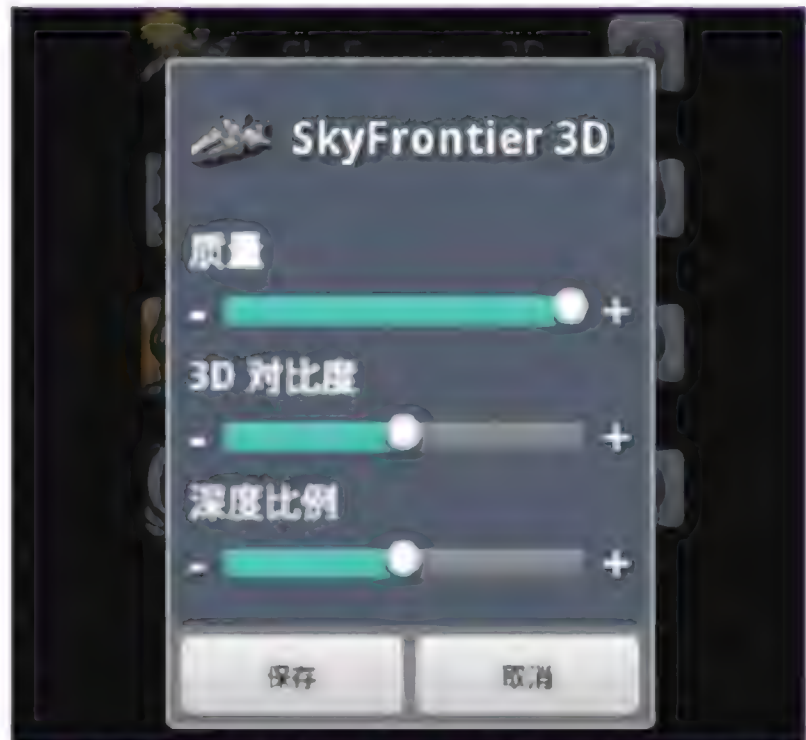 SkyFrontier 3D
质量
- +
3D 对比度
- +
深度比例
- +
保存 取消